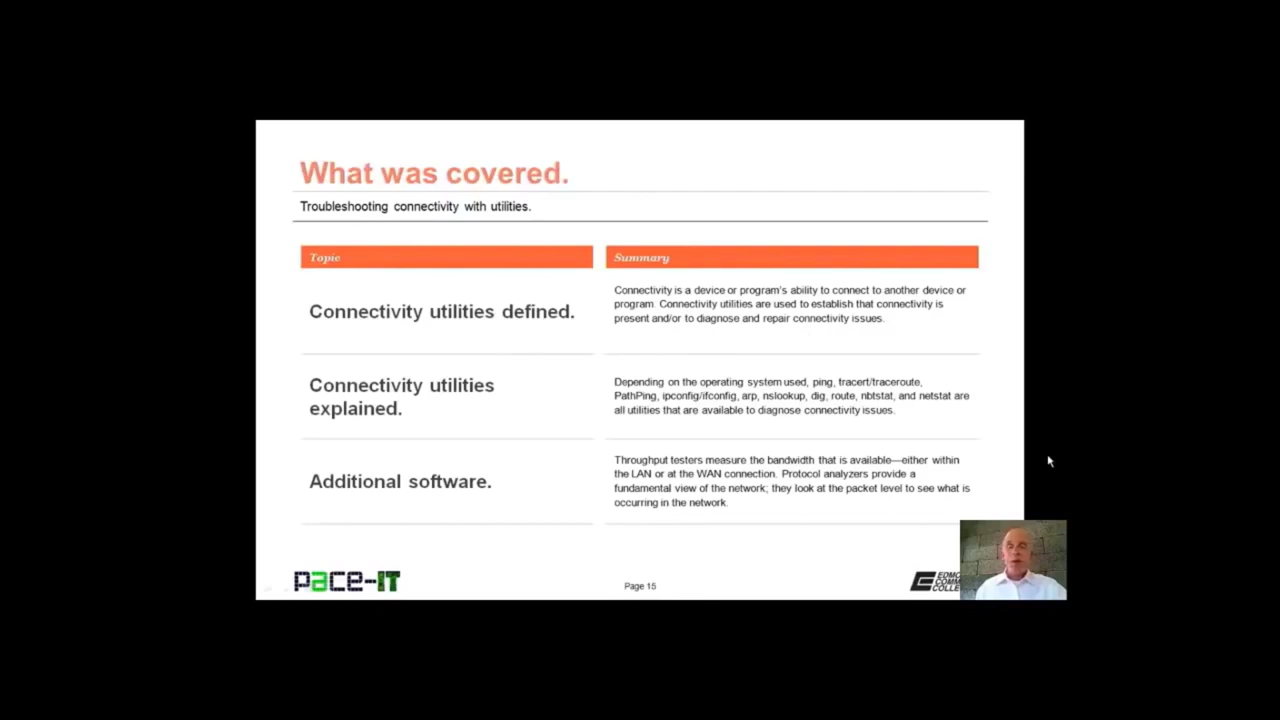 What was covered.
Troubleshooting connectivity with utilities.
Topic
Summary
Connectivity utilities defined.
Connectivity is a device or program's ability to connect to another device or
program. Connectivity utilities are used to establish that connectivity is
present and/or to diagnose and repair connectivity issues.
Connectivity utilities
explained.
Depending on the operating system used, ping, tracert/traceroute,
PathPing, ipconfig/ifconfig, arp, nslookup, dig, route, nbtstat, and netstat are
all utilities that are available to diagnose connectivity issues.
Additional software.
Throughput testers measure the bandwidth that is available—either within
the LAN or at the WAN connection. Protocol analyzers provide a
fundamental view of the network; they look at the packet level to see what is
occurring in the network.
pace-IT
Page 15